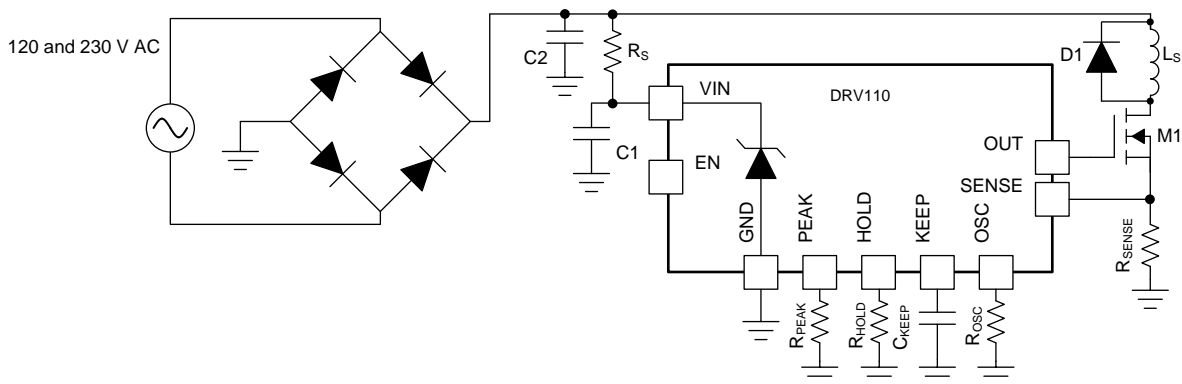 120 and 230 V AC
C2
RS
D1
LS
VIN
DRV110
C1
EN
OUT
M1
SENSE
GND
PEAK
HOLD
KEEP
OSC
RSENSE
RPEAK
RHOLD
CKEEP
ROSC